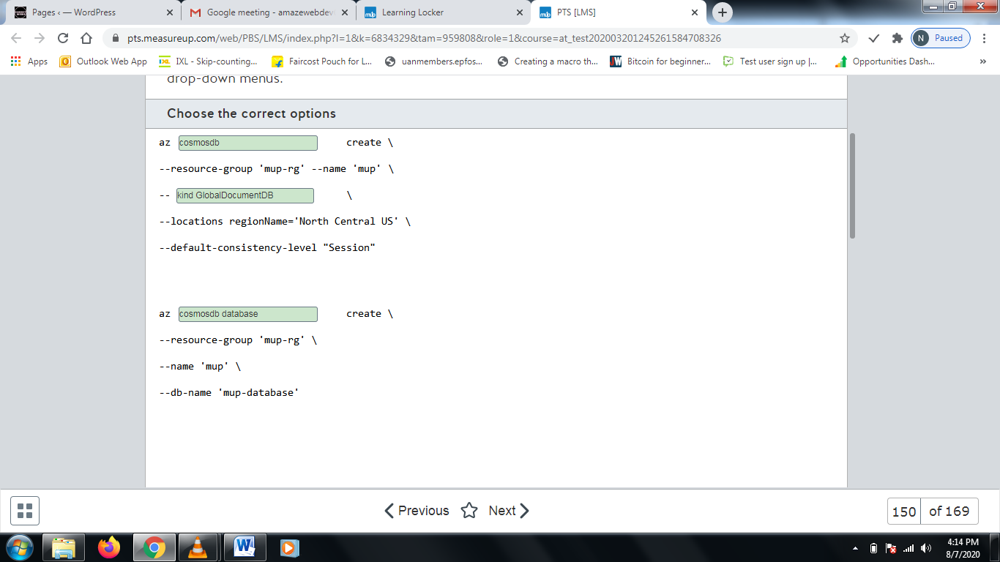 Pages ‹ — WordPress
Google meeting - amazewebdev
Learning Locker
PTS [LMS]
pts.measureup.com/web/PBS/LMS/index.php?l=1&k=6834329&tam=959808&role=1&course=at_test202003201245261584708326
N Paused
Apps
Outlook Web App
IXL - Skip-counting...
Faircost Pouch for L...
uanmembers.epfos...
Creating a macro th...
Bitcoin for beginner...
Test user sign up |...
Opportunities Dash...
»
drop-down menus.
Choose the correct options
az cosmosdb create \
--resource-group 'mup-rg' --name 'mup' \
-- kind GlobalDocumentDB \
--locations regionName='North Central US' \
--default-consistency-level "Session"
az cosmosdb database create \
--resource-group 'mup-rg' \
--name 'mup' \
--db-name 'mup-database'
Previous
Next
150 of 169
4:14 PM
8/7/2020